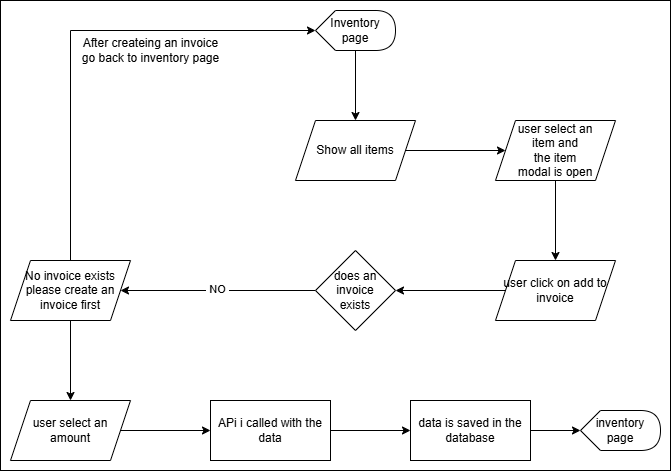 Inventory
page
After createing an invoice
go back to inventory page
Show all items
user select an
item and
the item
modal is open
No invoice exists
please create an
invoice first
NO
does an
invoice
exists
user click on add to
invoice
user select an
amount
APi i called with the
data
data is saved in the
database
inventory
page